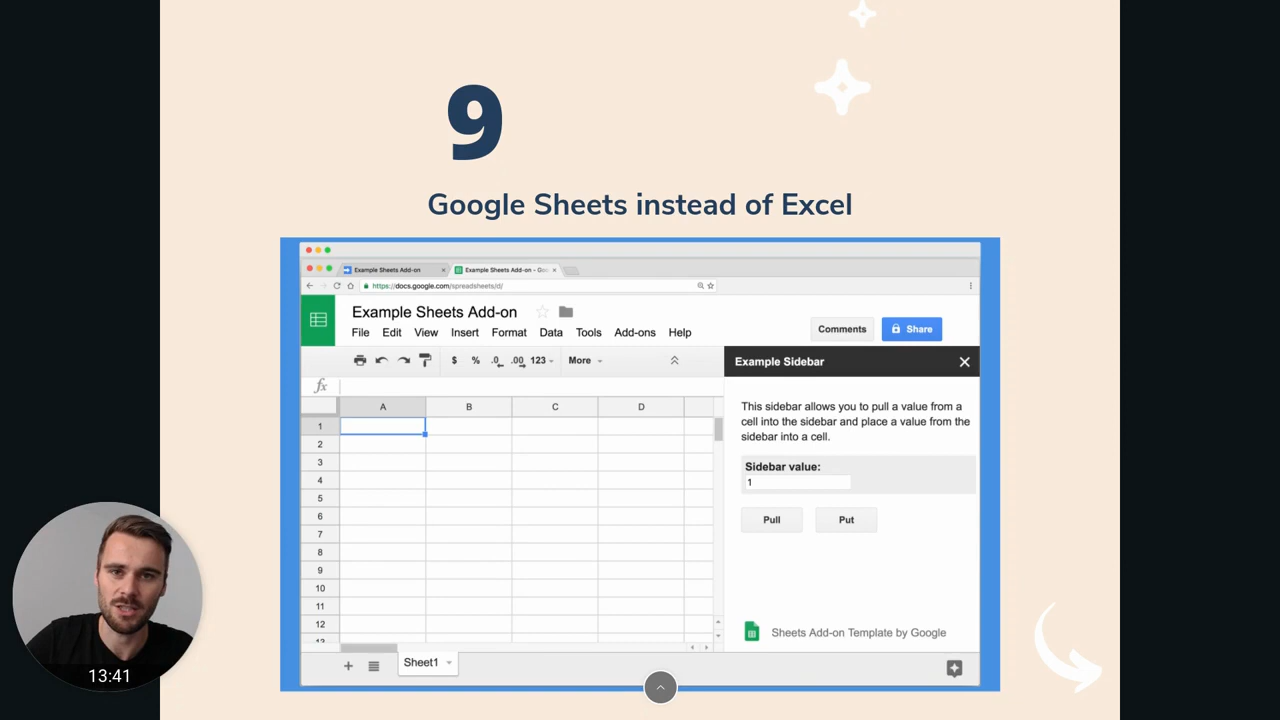 9
Google Sheets instead of Excel
Example Sheets Add-on
Example Sheets Add-on - Goo
https://docs.google.com/spreadsheets/d/
Example Sheets Add-on
File Edit View Insert Format Data Tools Add-ons Help
Comments Share
$ % .0 .00 123 More
Example Sidebar
fx
A B C D
This sidebar allows you to pull a value from a
cell into the sidebar and place a value from the
sidebar into a cell.
Sidebar value:
1
Pull Put
1
2
3
4
5
6
7
8
9
10
11
12
13
Sheets Add-on Template by Google
Sheet1
13:41